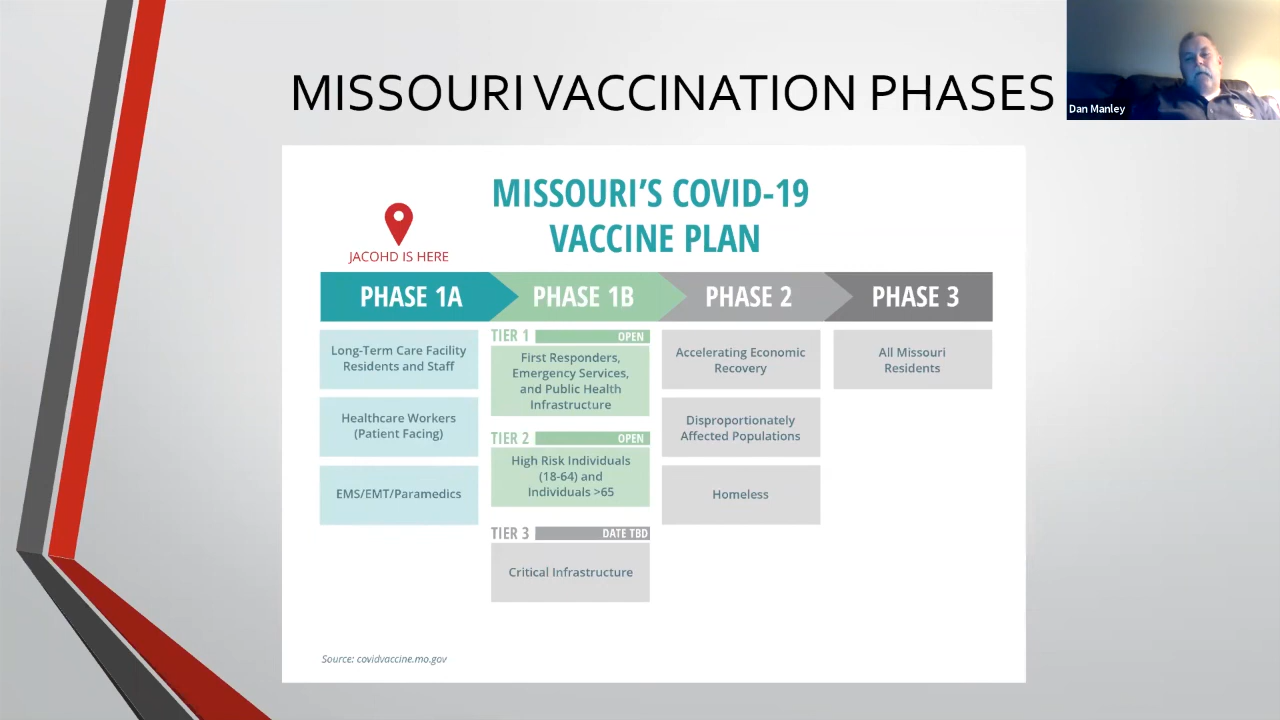 MISSOURI VACCINATION PHASES
Dan Manley
MISSOURI'S COVID-19
VACCINE PLAN
JACOHD IS HERE
PHASE 1A
PHASE 1B
PHASE 2
PHASE 3
Long-Term Care Facility
Residents and Staff
Healthcare Workers
(Patient Facing)
EMS/EMT/Paramedics
TIER 1 OPEN
First Responders,
Emergency Services,
and Public Health
Infrastructure
TIER 2 OPEN
High Risk Individuals
(18-64) and
Individuals >65
TIER 3 DATE TBD
Critical Infrastructure
Accelerating Economic
Recovery
Disproportionately
Affected Populations
Homeless
All Missouri
Residents
Source: covidvaccine.mo.gov